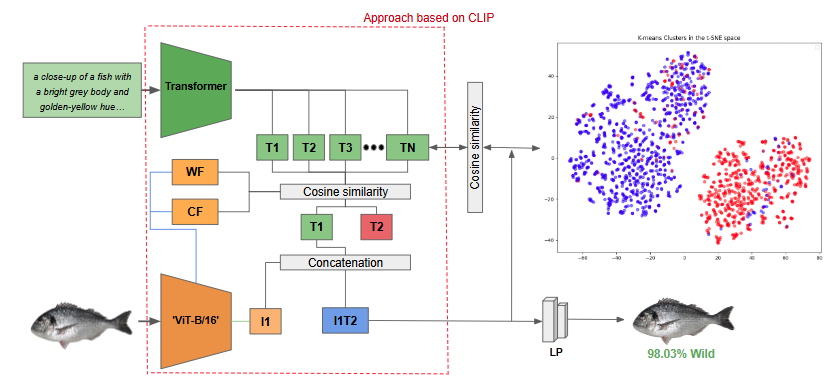 Approach based on CLIP
a close-up of a fish with
a bright grey body and
golden-yellow hue...
Transformer
T1
T2
T3
TN
Cosine similarity
K-means Clusters in the t-SNE space
40
20
0
−20
−40
−60
−40
−20
0
20
40
60
80
WF
CF
Cosine similarity
T1
T2
Concatenation
'ViT-B/16'
I1
I1T2
LP
98.03% Wild